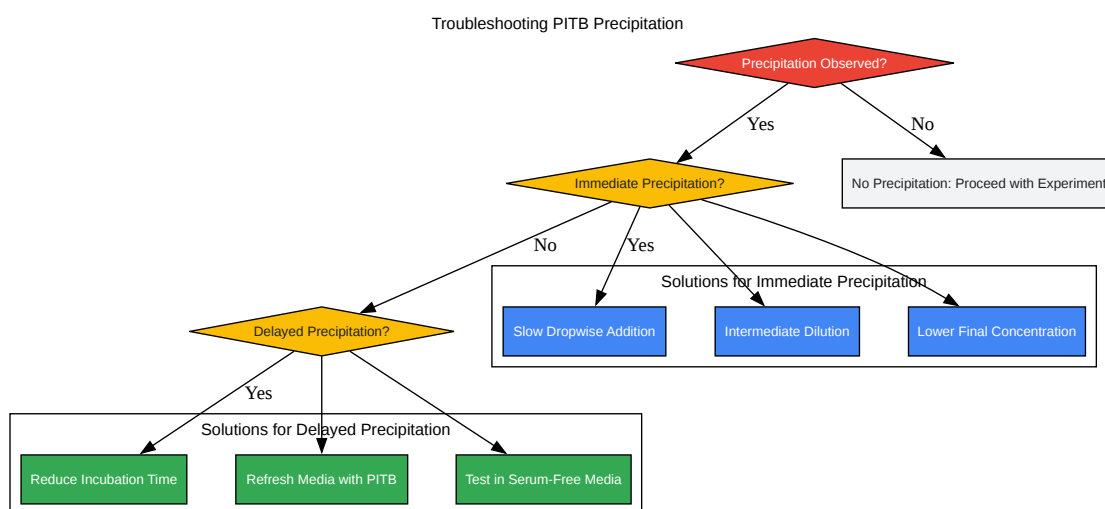 Troubleshooting PITB Precipitation
Precipitation Observed?
Yes
No
Immediate Precipitation?
No Precipitation: Proceed with Experiment
No
Yes
Solutions for Immediate Precipitation
Slow Dropwise Addition
Intermediate Dilution
Lower Final Concentration
Delayed Precipitation?
Yes
Solutions for Delayed Precipitation
Reduce Incubation Time
Refresh Media with PITB
Test in Serum-Free Media